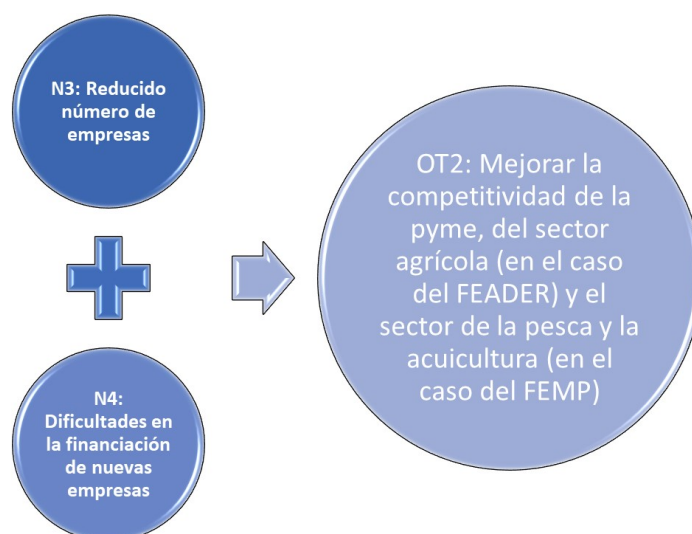 N3: Reducido
número de
empresas
N4:
Dificultades en
la financiación
de nuevas
empresas
OT2: Mejorar la
competitividad de la
pyme, del sector
agrícola (en el caso
del FEADER) y el
sector de la pesca y la
acuicultura (en el
caso del FEMP)